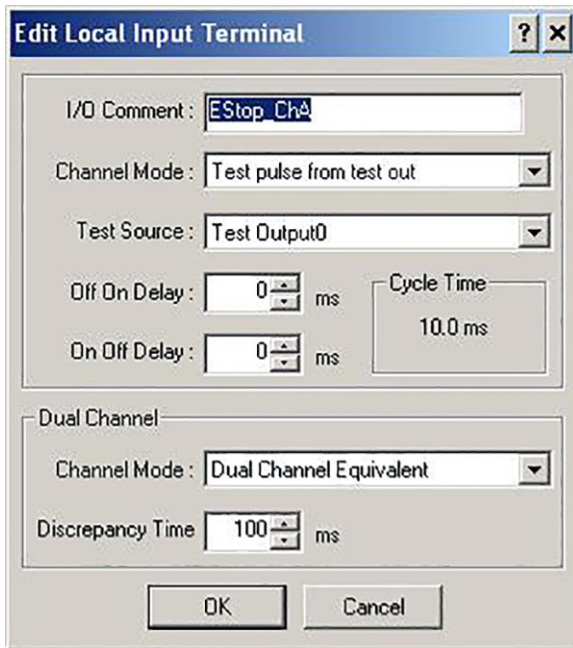 Edit Local Input Terminal
I/O Comment : EStop_ChA
Channel Mode : Test pulse from test out
Test Source : Test Output0
Off On Delay : 0 ms
Cycle Time
10.0 ms
On Off Delay : 0 ms
Dual Channel
Channel Mode : Dual Channel Equivalent
Discrepancy Time 100 ms
OK Cancel